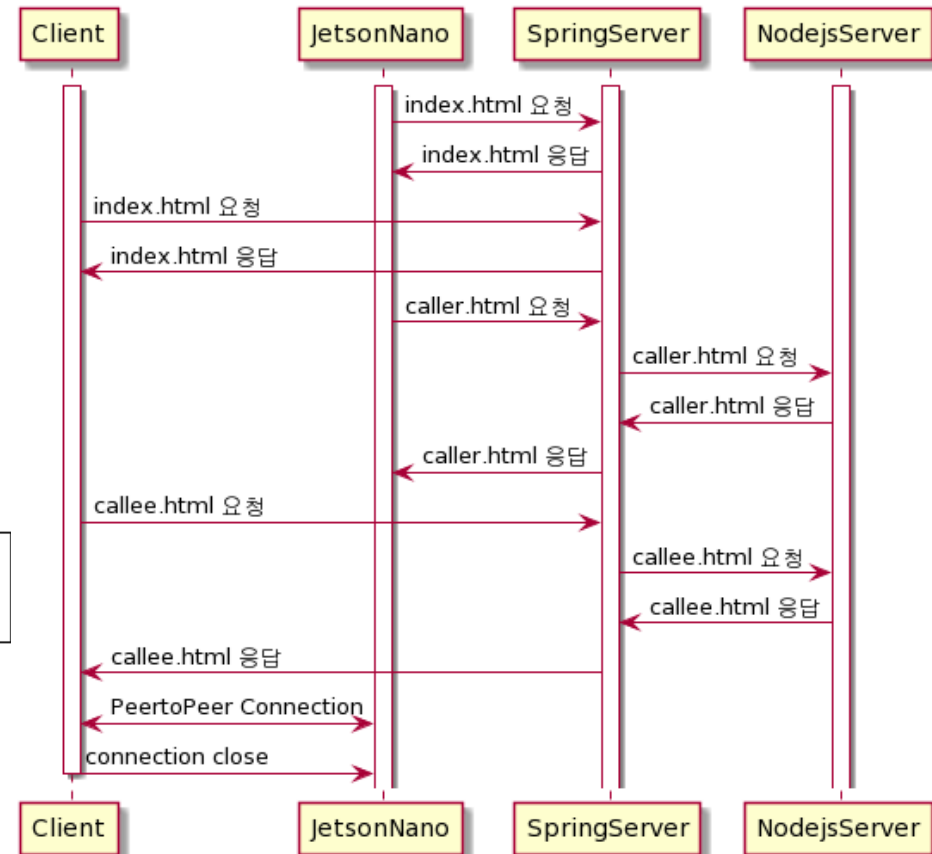 Client JetsonNano SpringServer NodejsServer
index.html 요청
index.html 응답
index.html 요청
index.html 응답
caller.html 요청
caller.html 요청
caller.html 응답
caller.html 응답
callee.html 요청
callee.html 요청
callee.html 응답
callee.html 응답
PeertoPeer Connection
connection close
Client JetsonNano SpringServer NodejsServer